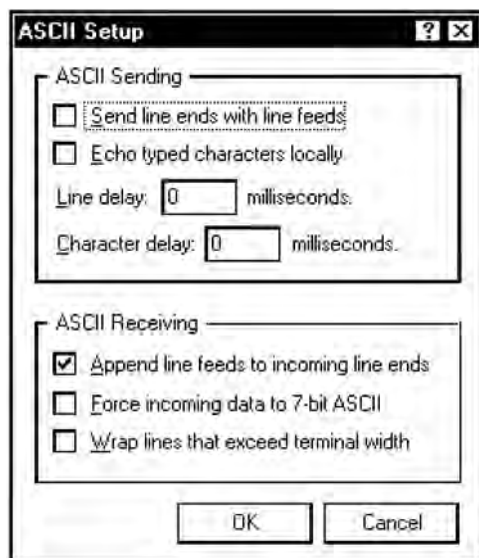 ASCII Setup ? X
ASCII Sending
Send line ends with line feeds
Echo typed characters locally
Line delay: 0 milliseconds.
Character delay: 0 milliseconds.
ASCII Receiving
Append line feeds to incoming line ends
Force incoming data to 7-bit ASCII
Wrap lines that exceed terminal width
OK Cancel